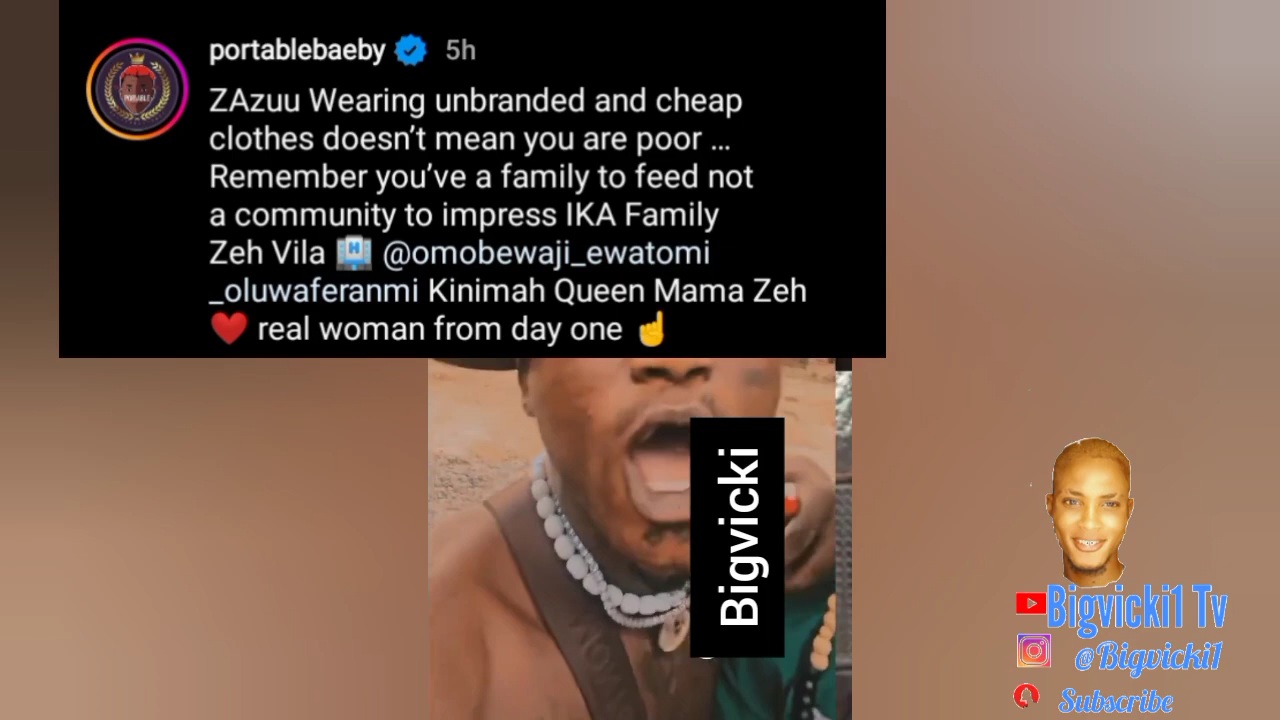 portablebaeby 5h
PORTABLE
ZAzuu Wearing unbranded and cheap
clothes doesn’t mean you are poor ...
Remember you’ve a family to feed not
a community to impress IKA Family
Zeh Vila 🏨 @omobewaji_ewatomi
_oluwaferanmi Kinimah Queen Mama Zeh
❤️ real woman from day one ☝️
Bigvicki
Bigvicki1 Tv
@Bigvicki1
Subscribe